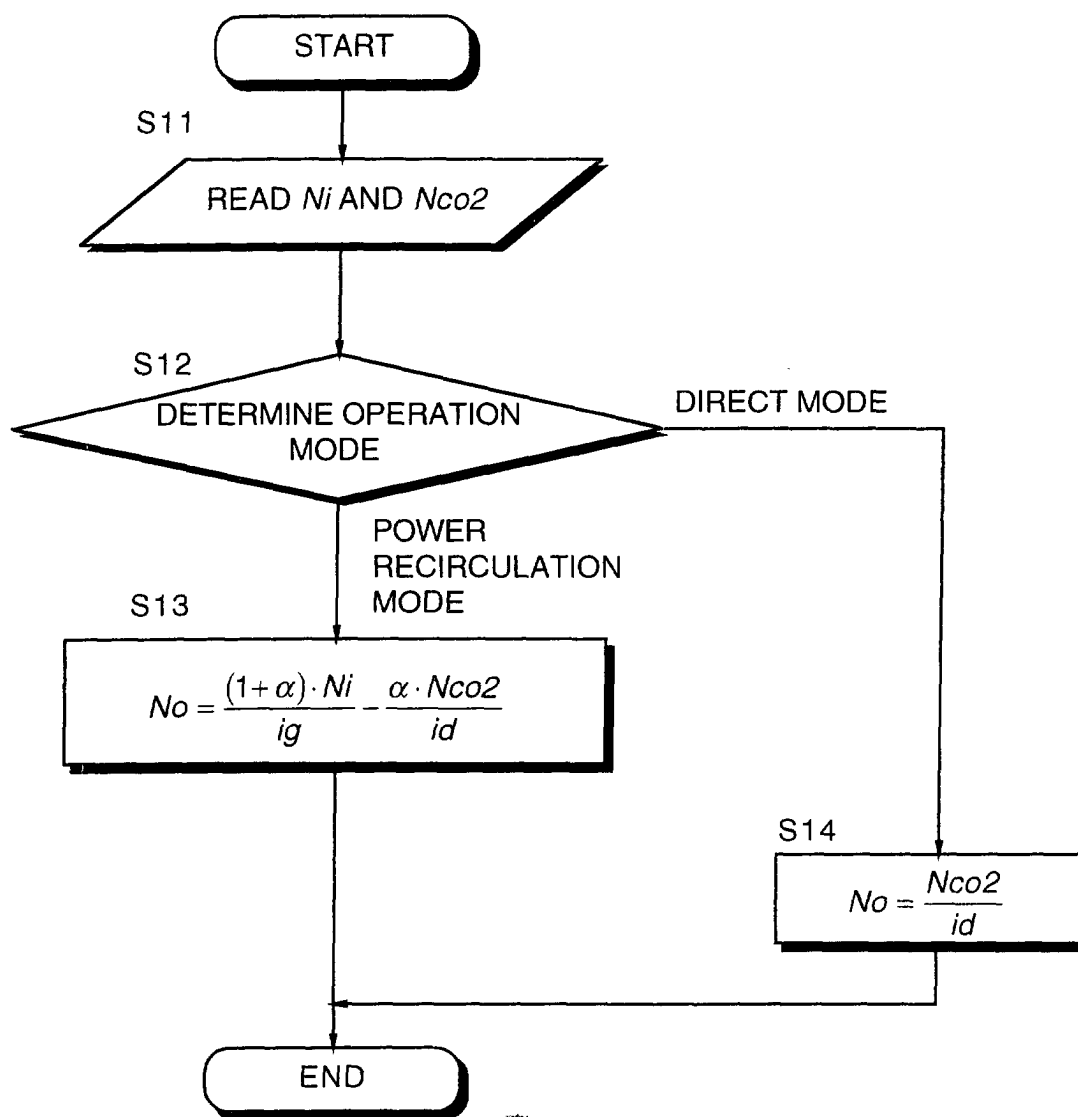 START
S11
READ Ni AND Nco2
S12
DETERMINE OPERATION
MODE
DIRECT MODE
POWER
RECIRCULATION
MODE
S13
No = (1+α)·Ni / ig − α·Nco2 / id
S14
No = Nco2 / id
END